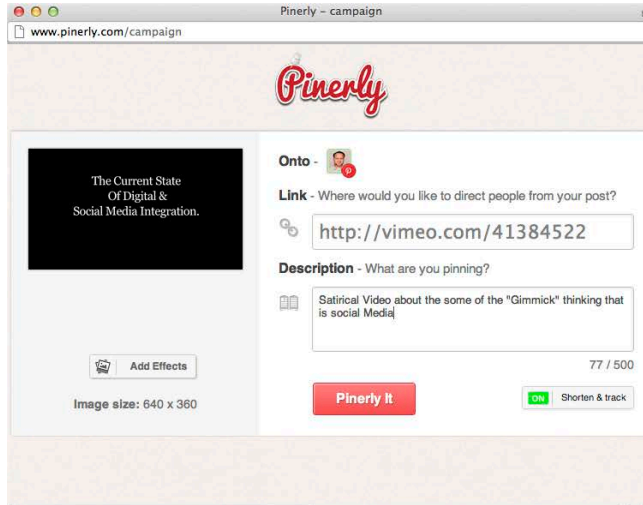 Pinerly – campaign
www.pinerly.com/campaign
Pinerly
The Current State
Of Digital &
Social Media Integration.
Add Effects
Image size: 640 x 360
Onto -
Link - Where would you like to direct people from your post?
http://vimeo.com/41384522
Description - What are you pinning?
Satirical Video about the some of the "Gimmick" thinking that
is social Media
77 / 500
Pinerly It
ON Shorten & track